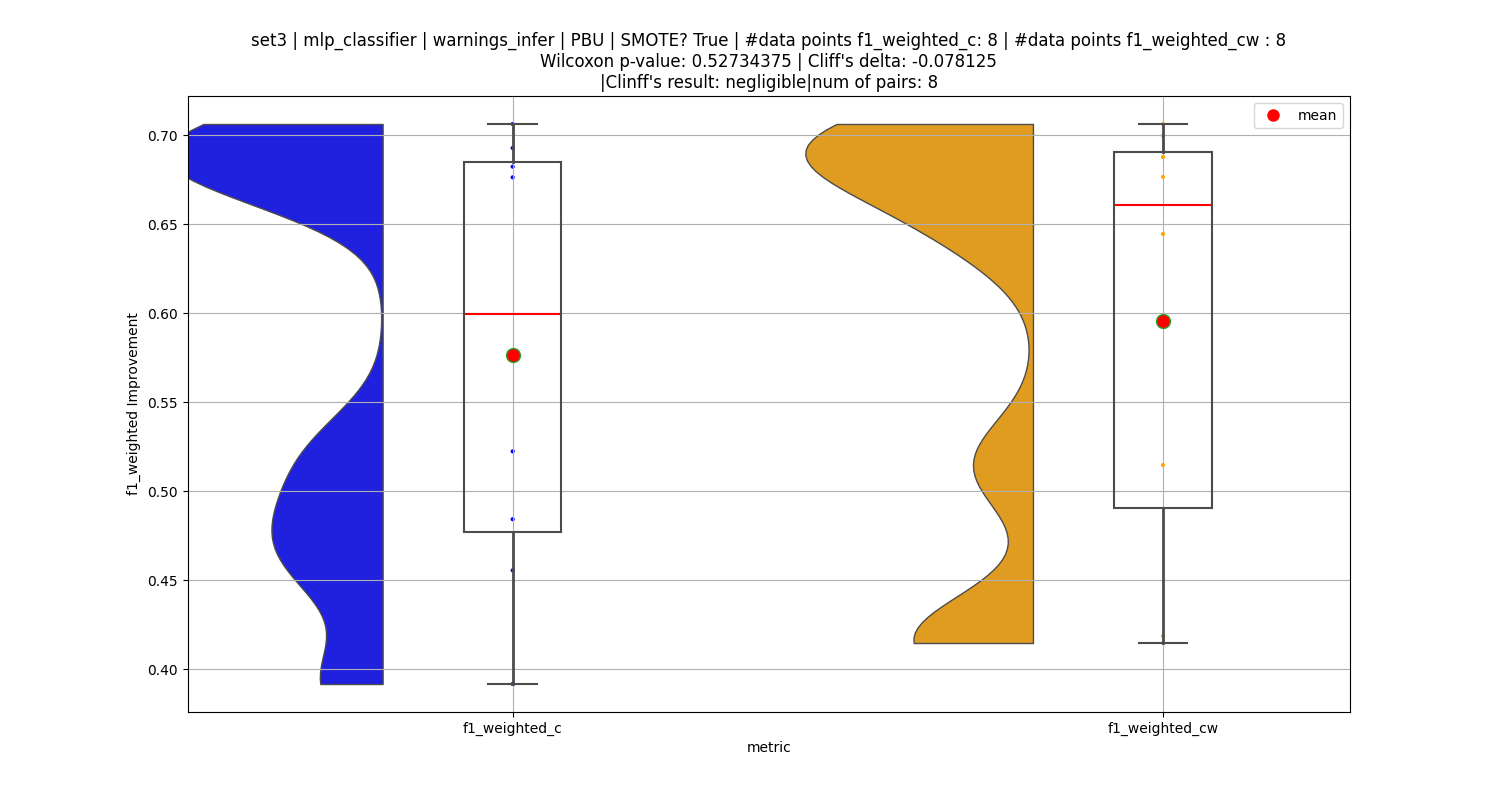 set3 | mlp_classifier | warnings_infer | PBU | SMOTE? True | #data points f1_weighted_c: 8 | #data points f1_weighted_cw : 8
Wilcoxon p-value: 0.52734375 | Cliff's delta: -0.078125
|Clinff's result: negligible|num of pairs: 8
mean
0.70
0.65
0.60
0.55
0.50
0.45
0.40
f1_weighted Improvement
f1_weighted_c
f1_weighted_cw
metric